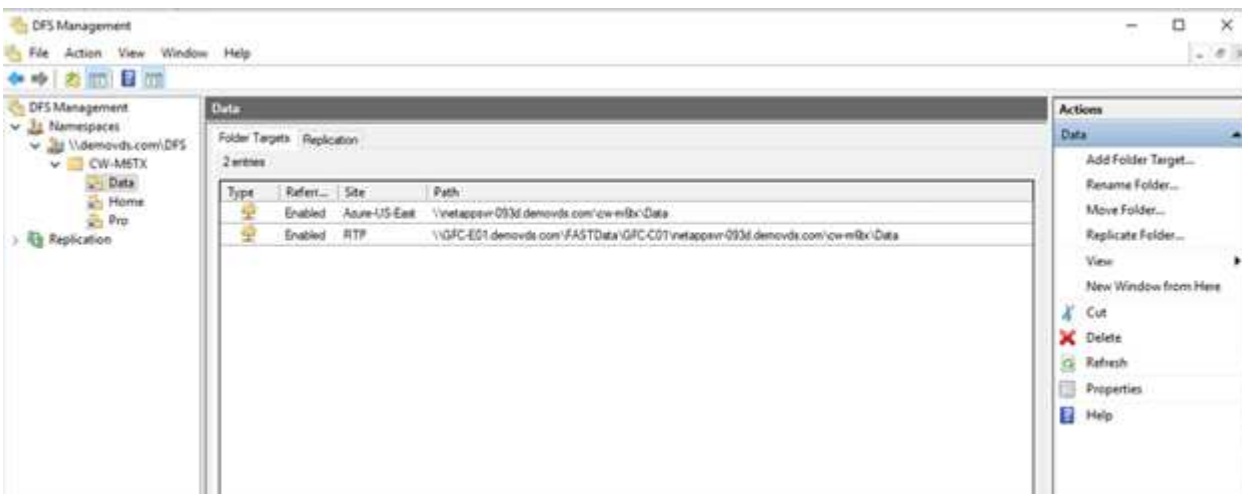 DFS Management
File Action View Window Help
DFS Management
Namespaces
\\demovds.com\DFS
CW-M6TX
Data
Home
Pro
Replication
Data
Folder Targets Replication
2 entries
Type Referr... Site Path
Enabled Azure-US-East \\netappsvr-093d.demovds.com\cw-m6tx\Data
Enabled RTP \\GFC-E01.demovds.com\FASTData\GFC-C01\netappsvr-093d.demovds.com\cw-m6tx\Data
Actions
Data
Add Folder Target...
Rename Folder...
Move Folder...
Replicate Folder...
View
New Window from Here
Cut
Delete
Refresh
Properties
Help